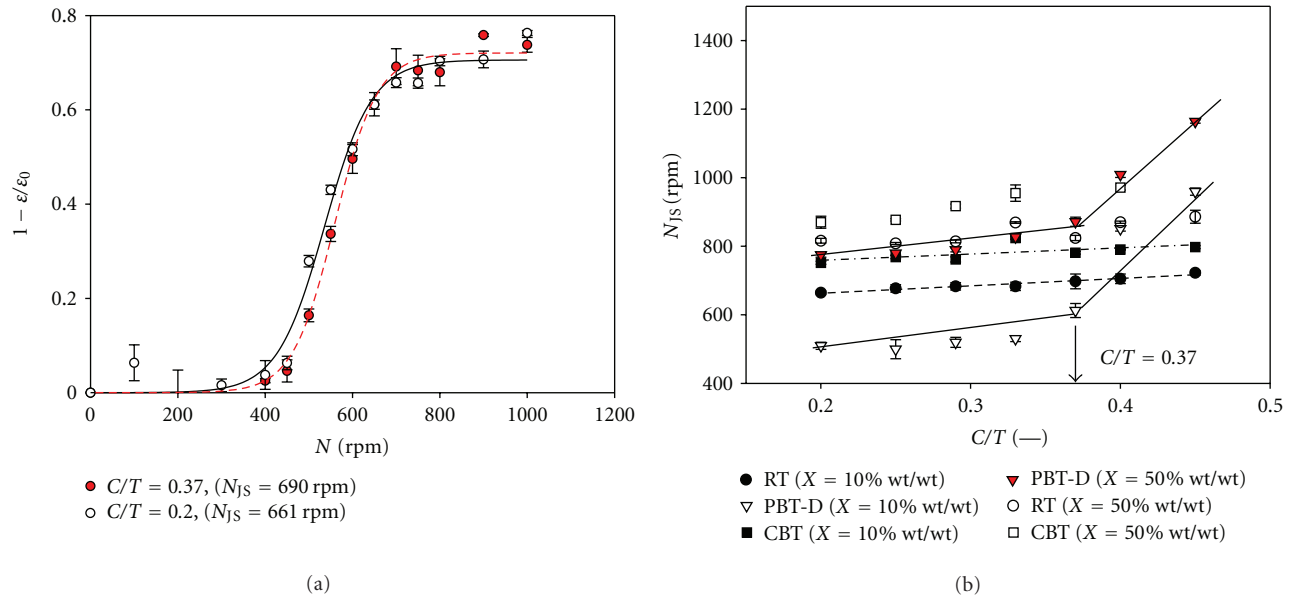 0.8
0.6
0.4
0.2
0
1 − ε/ε0
0 200 400 600 800 1000 1200
N (rpm)
C/T = 0.37, (NJS = 690 rpm)
C/T = 0.2, (NJS = 661 rpm)
(a)
1400
1200
1000
800
600
400
NJS (rpm)
C/T = 0.37
0.2 0.3 0.4 0.5
C/T (—)
RT (X = 10% wt/wt)
PBT-D (X = 10% wt/wt)
CBT (X = 10% wt/wt)
PBT-D (X = 50% wt/wt)
RT (X = 50% wt/wt)
CBT (X = 50% wt/wt)
(b)